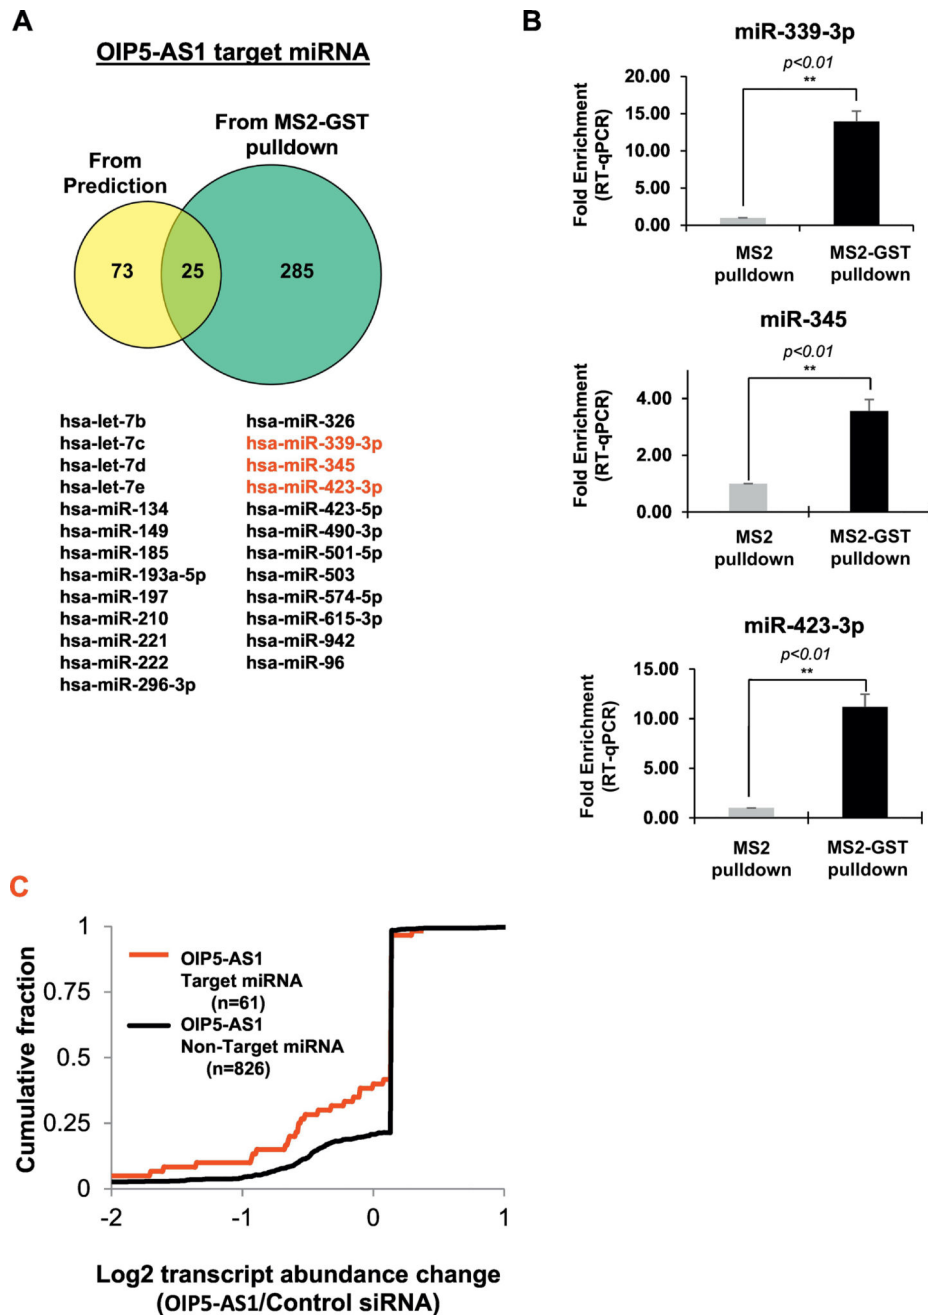 A
OIP5-AS1 target miRNA
From MS2-GST
pulldown
From
Prediction
73
25
285
hsa-let-7b
hsa-let-7c
hsa-let-7d
hsa-let-7e
hsa-miR-134
hsa-miR-149
hsa-miR-185
hsa-miR-193a-5p
hsa-miR-197
hsa-miR-210
hsa-miR-221
hsa-miR-222
hsa-miR-296-3p
hsa-miR-326
hsa-miR-339-3p
hsa-miR-345
hsa-miR-423-3p
hsa-miR-423-5p
hsa-miR-490-3p
hsa-miR-501-5p
hsa-miR-503
hsa-miR-574-5p
hsa-miR-615-3p
hsa-miR-942
hsa-miR-96
B
miR-339-3p
p<0.01
**
Fold Enrichment
(RT-qPCR)
20.00
15.00
10.00
5.00
0.00
MS2
pulldown
MS2-GST
pulldown
miR-345
p<0.01
**
Fold Enrichment
(RT-qPCR)
4.00
2.00
0.00
MS2
pulldown
MS2-GST
pulldown
miR-423-3p
p<0.01
**
Fold Enrichment
(RT-qPCR)
15.00
10.00
5.00
0.00
MS2
pulldown
MS2-GST
pulldown
C
Cumulative fraction
1
0.75
0.5
0.25
0
OIP5-AS1
Target miRNA
(n=61)
OIP5-AS1
Non-Target miRNA
(n=826)
-2
-1
0
1
Log2 transcript abundance change
(OIP5-AS1/Control siRNA)